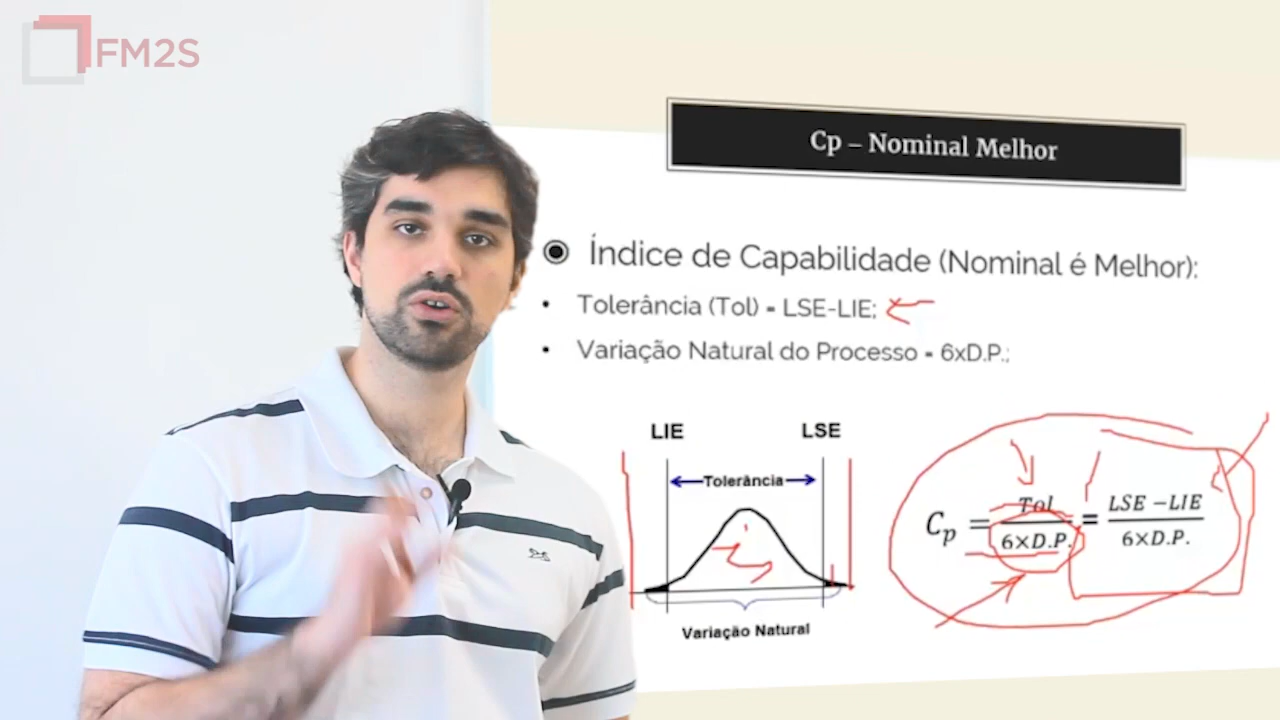 FM2S
Cp – Nominal Melhor
Índice de Capabilidade (Nominal é Melhor):
• Tolerância (Tol) = LSE-LIE;
• Variação Natural do Processo = 6xD.P.;
LIE LSE
Tolerância
Variação Natural
Cp = Tol / 6×D.P. = LSE −LIE / 6×D.P.